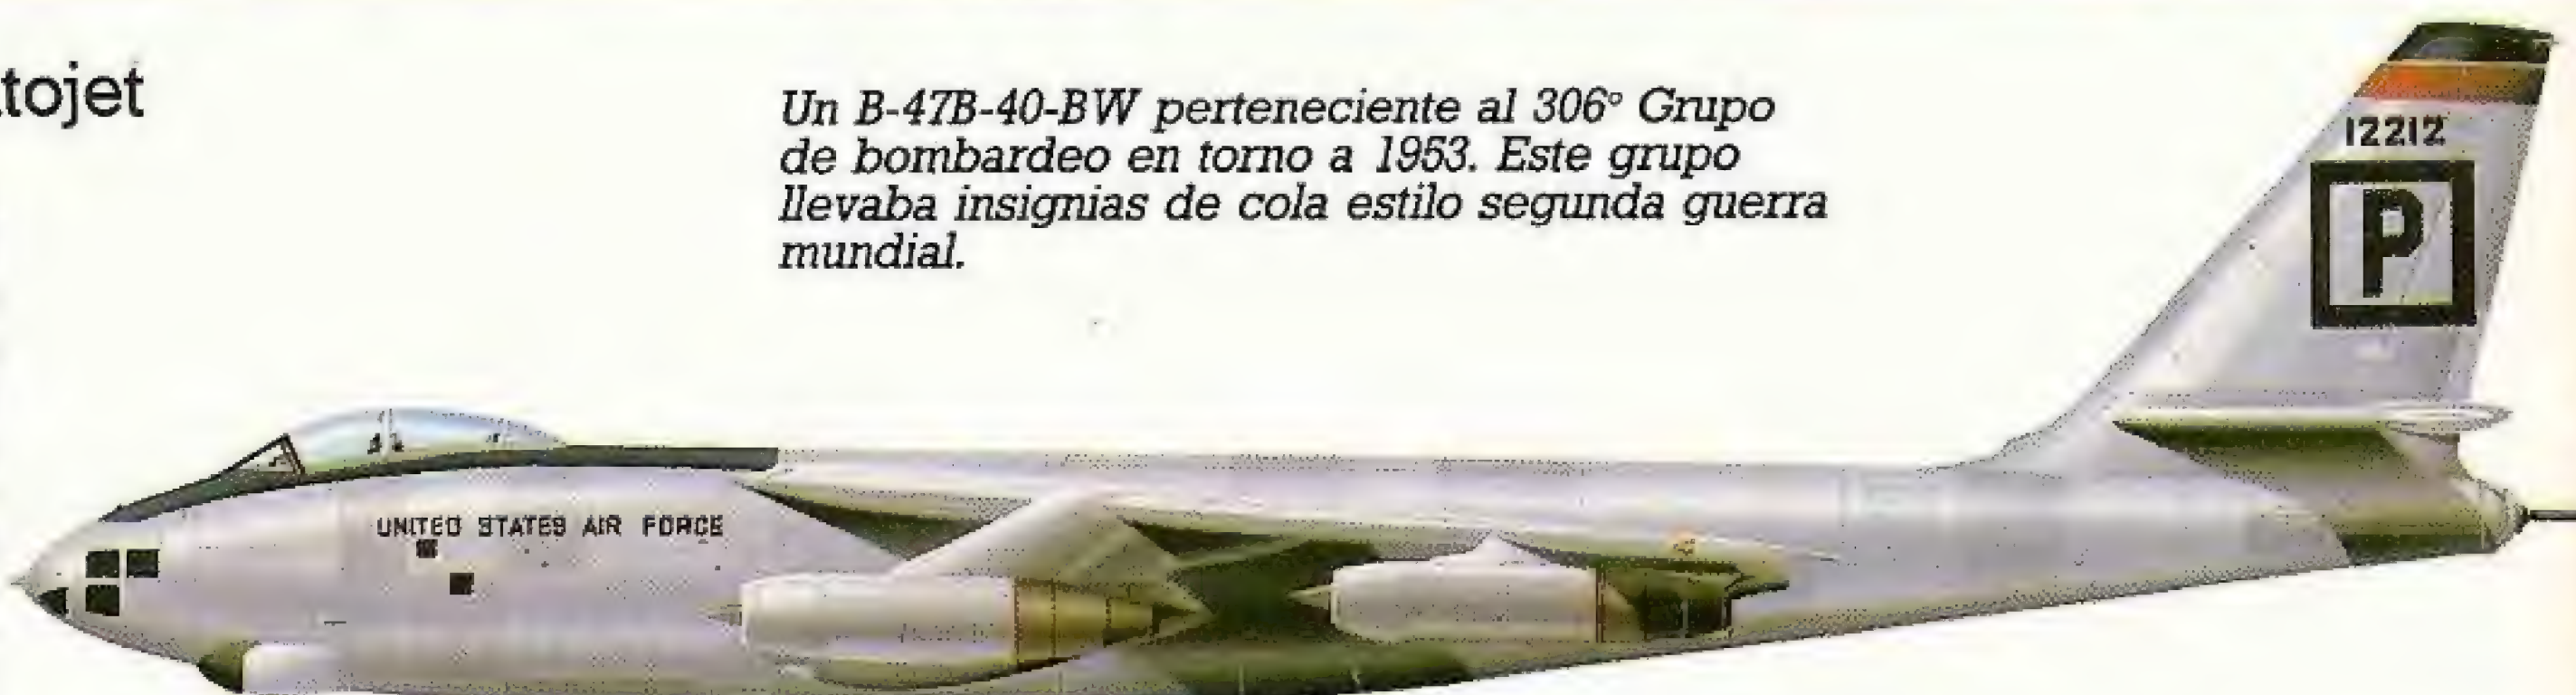 tojet
Un B-47B-40-BW perteneciente al 306° Grupo
de bombardeo en torno a 1953. Este grupo
llevaba insignias de cola estilo segunda guerra
mundial.
12212
P
UNITED STATES AIR FORCE